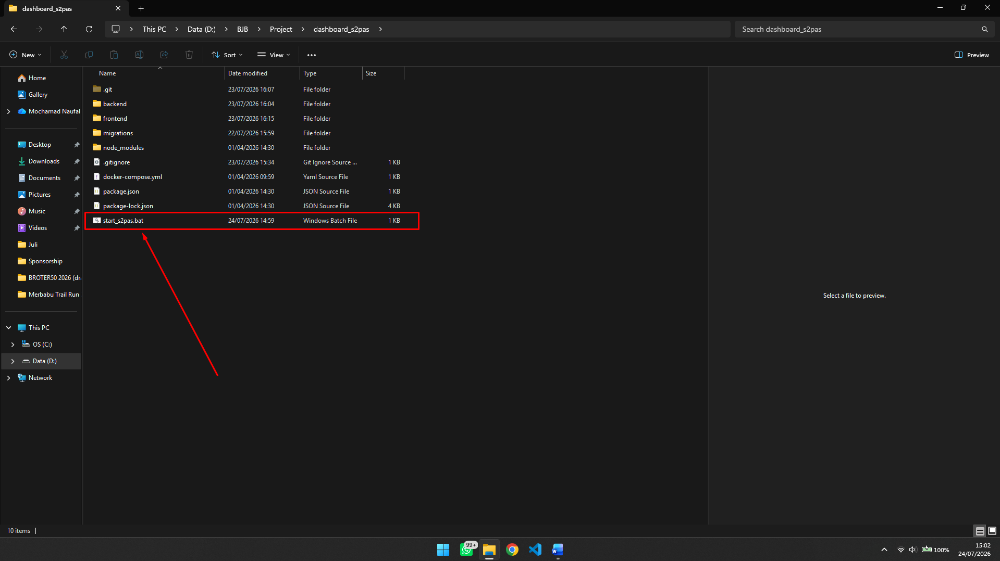 dashboard_s2pas
This PC > Data (D:) > BJB > Project > dashboard_s2pas >
Search dashboard_s2pas
New
Sort
View
Preview
Name Date modified Type Size
.git 23/07/2026 16:07 File folder
backend 23/07/2026 16:04 File folder
frontend 23/07/2026 16:15 File folder
migrations 22/07/2026 15:59 File folder
node_modules 01/04/2026 14:30 File folder
.gitignore 23/07/2026 15:34 Git Ignore Source ... 1 KB
docker-compose.yml 01/04/2026 09:59 Yaml Source File 1 KB
package.json 01/04/2026 14:30 JSON Source File 1 KB
package-lock.json 01/04/2026 14:30 JSON Source File 4 KB
start_s2pas.bat 24/07/2026 14:59 Windows Batch File 1 KB
Home
Gallery
Mochamad Naufal
Desktop
Downloads
Documents
Pictures
Music
Videos
Juli
Sponsorship
BROTER50 2026 (dra
Merbabu Trail Run .
This PC
OS (C:)
Data (D:)
Network
Select a file to preview.
10 items
99+
100%
15:02
24/07/2026